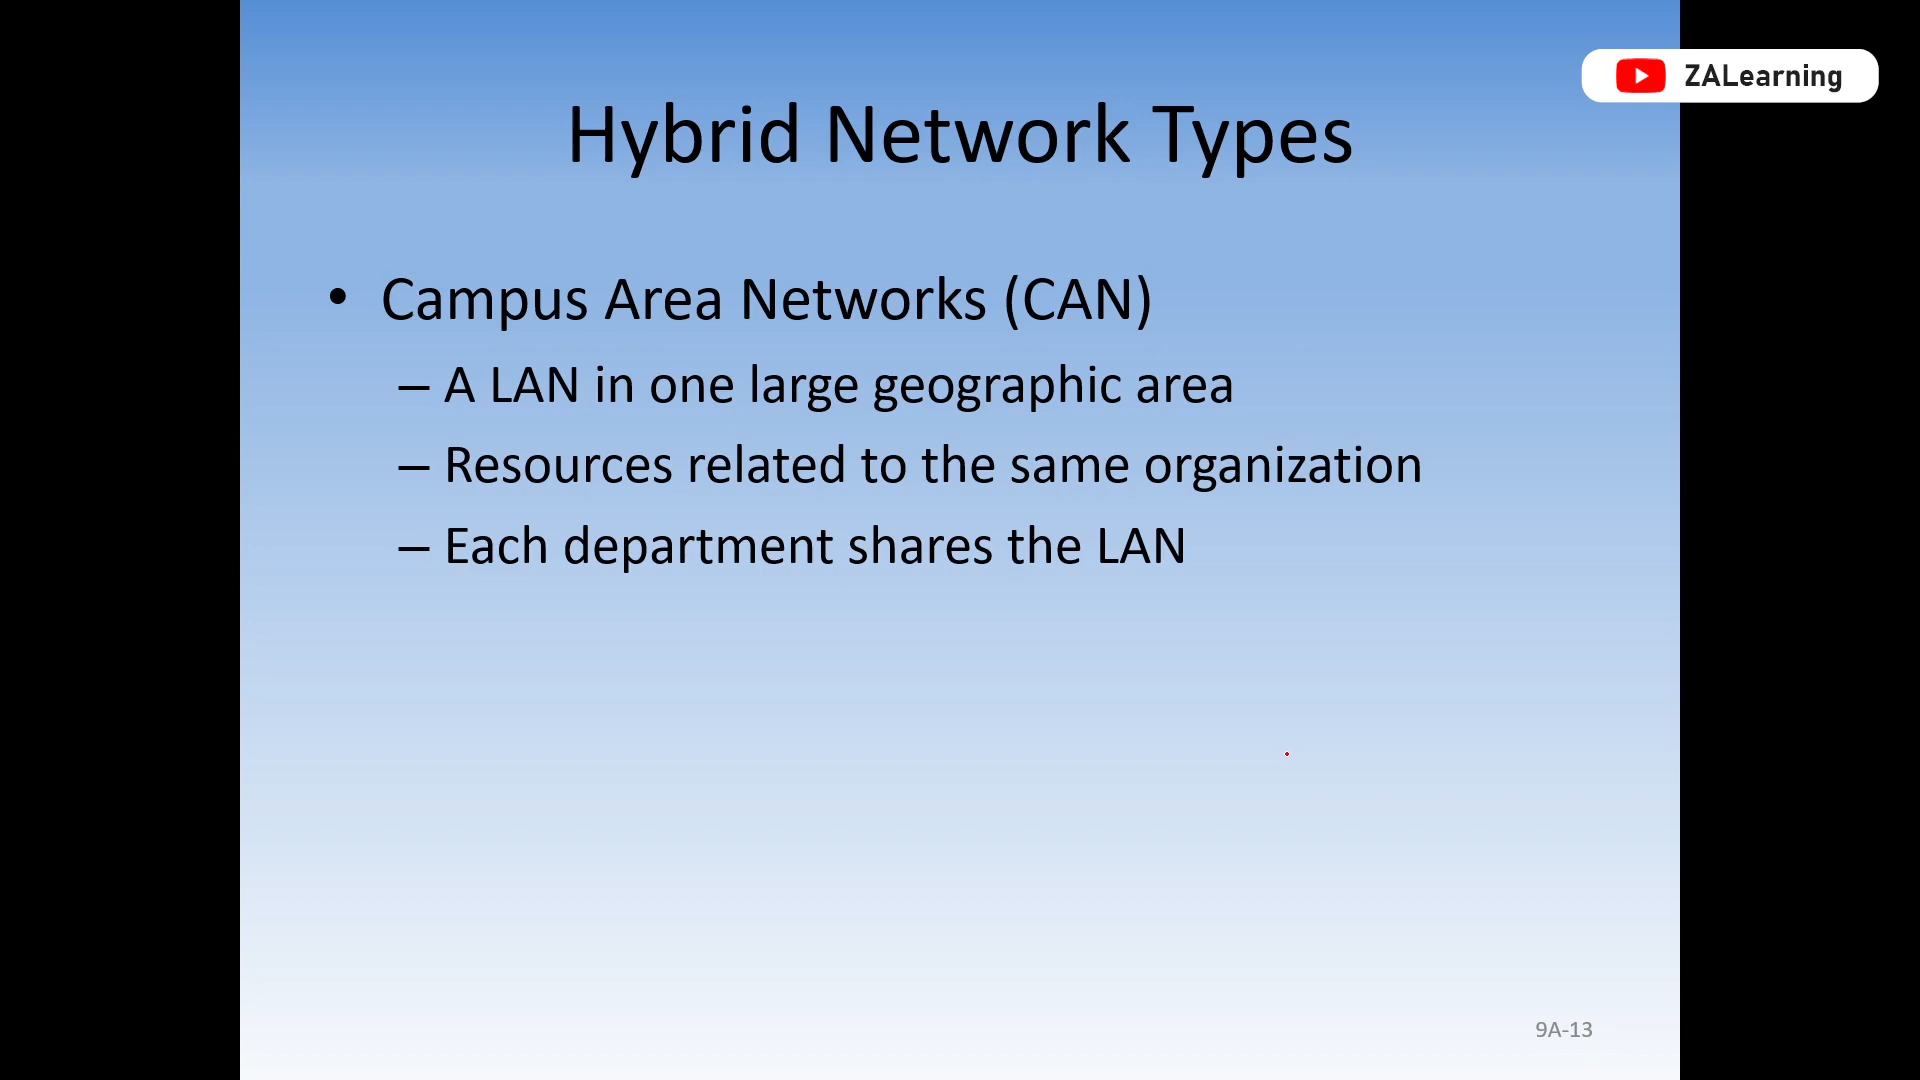 ZALearning
Hybrid Network Types
• Campus Area Networks (CAN)
– A LAN in one large geographic area
– Resources related to the same organization
– Each department shares the LAN
9A-13